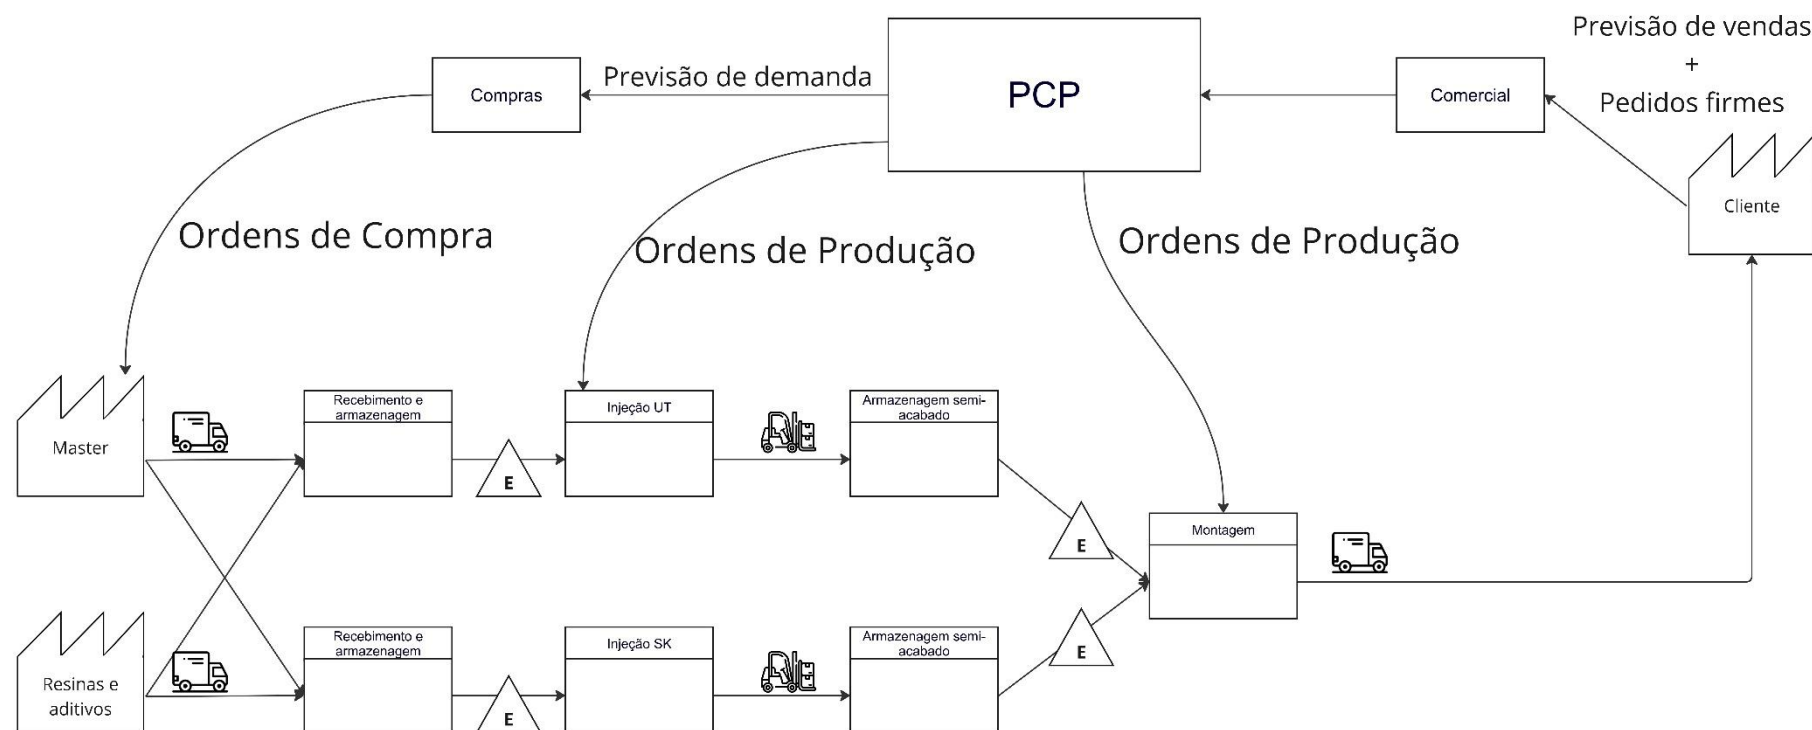 Previsão de vendas
+
Pedidos firmes
Compras
Previsão de demanda
PCP
Comercial
Cliente
Ordens de Compra
Ordens de Produção
Ordens de Produção
Master
Recebimento e
armazenagem
E
Injeção UT
Armazenagem semi-
acabado
E
Montagem
Resinas e
aditivos
Recebimento e
armazenagem
E
Injeção SK
Armazenagem semi-
acabado
E